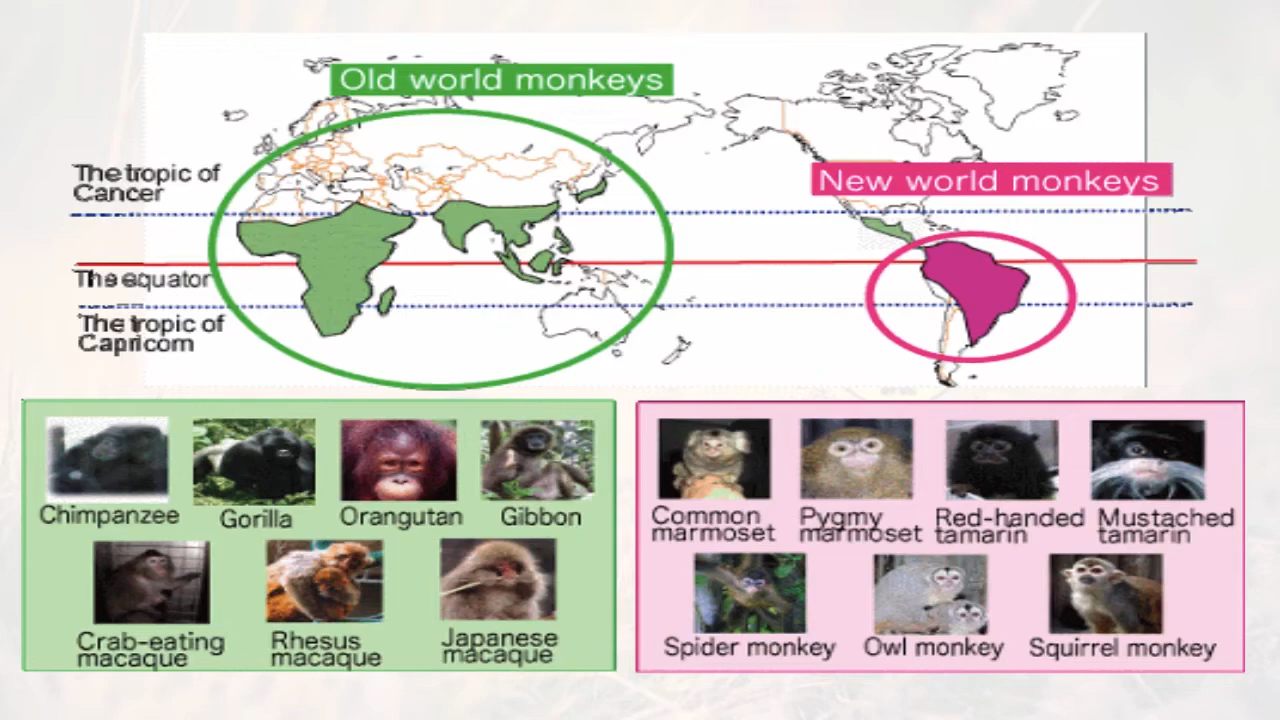 Old world monkeys
New world monkeys
The tropic of
Cancer
The equator
The tropic of
Capricorn
Chimpanzee
Gorilla
Orangutan
Gibbon
Crab-eating
macaque
Rhesus
macaque
Japanese
macaque
Common
marmoset
Pygmy
marmoset
Red-handed
tamarin
Mustached
tamarin
Spider monkey
Owl monkey
Squirrel monkey